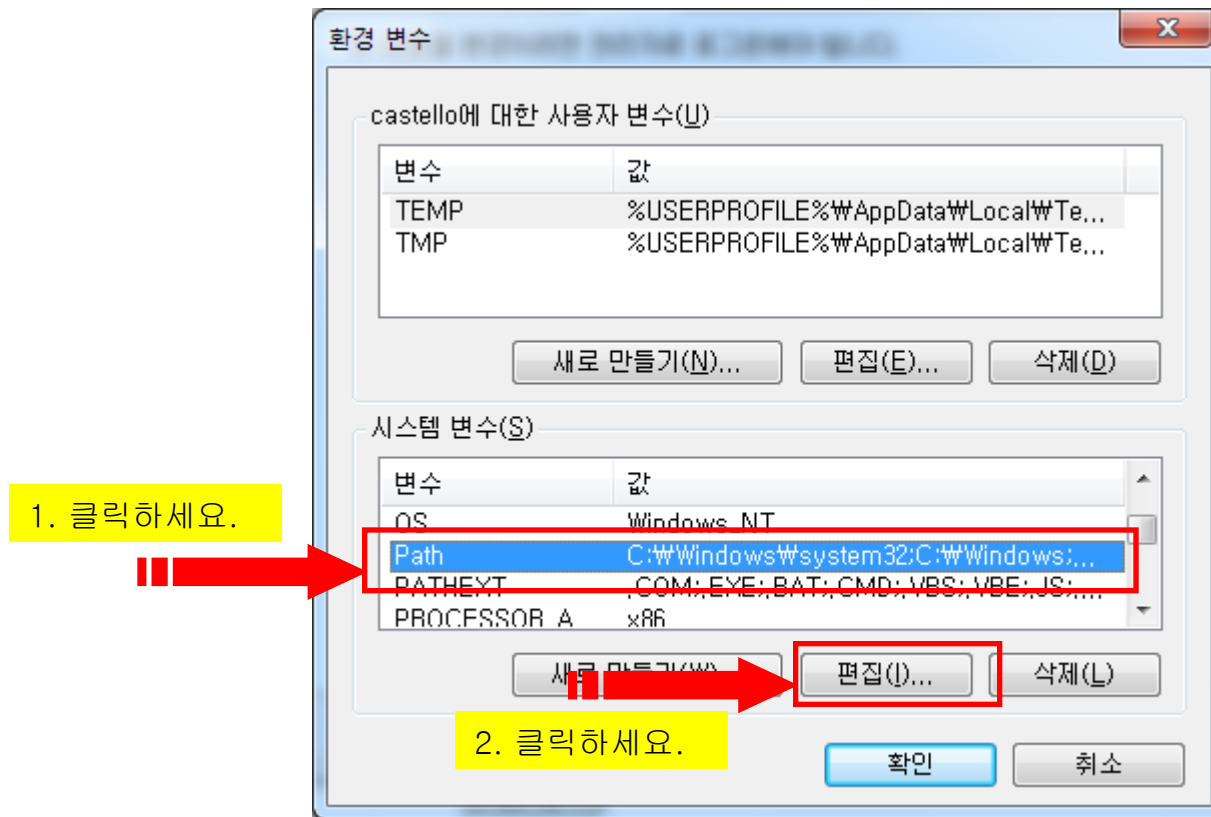 환경 변수
castello에 대한 사용자 변수(U)
변수 값
TEMP %USERPROFILE%₩AppData₩Local₩Te...
TMP %USERPROFILE%₩AppData₩Local₩Te...
새로 만들기(N)... 편집(E)... 삭제(D)
시스템 변수(S)
변수 값
OS Windows_NT
1. 클릭하세요.
Path C:₩Windows₩system32;C:₩Windows;...
PATHEXT .COM;.EXE;.BAT;.CMD;.VBS;.VBE;.JS;...
PROCESSOR_A... x86
새로 만들기(W)... 편집(I)... 삭제(L)
2. 클릭하세요.
확인 취소